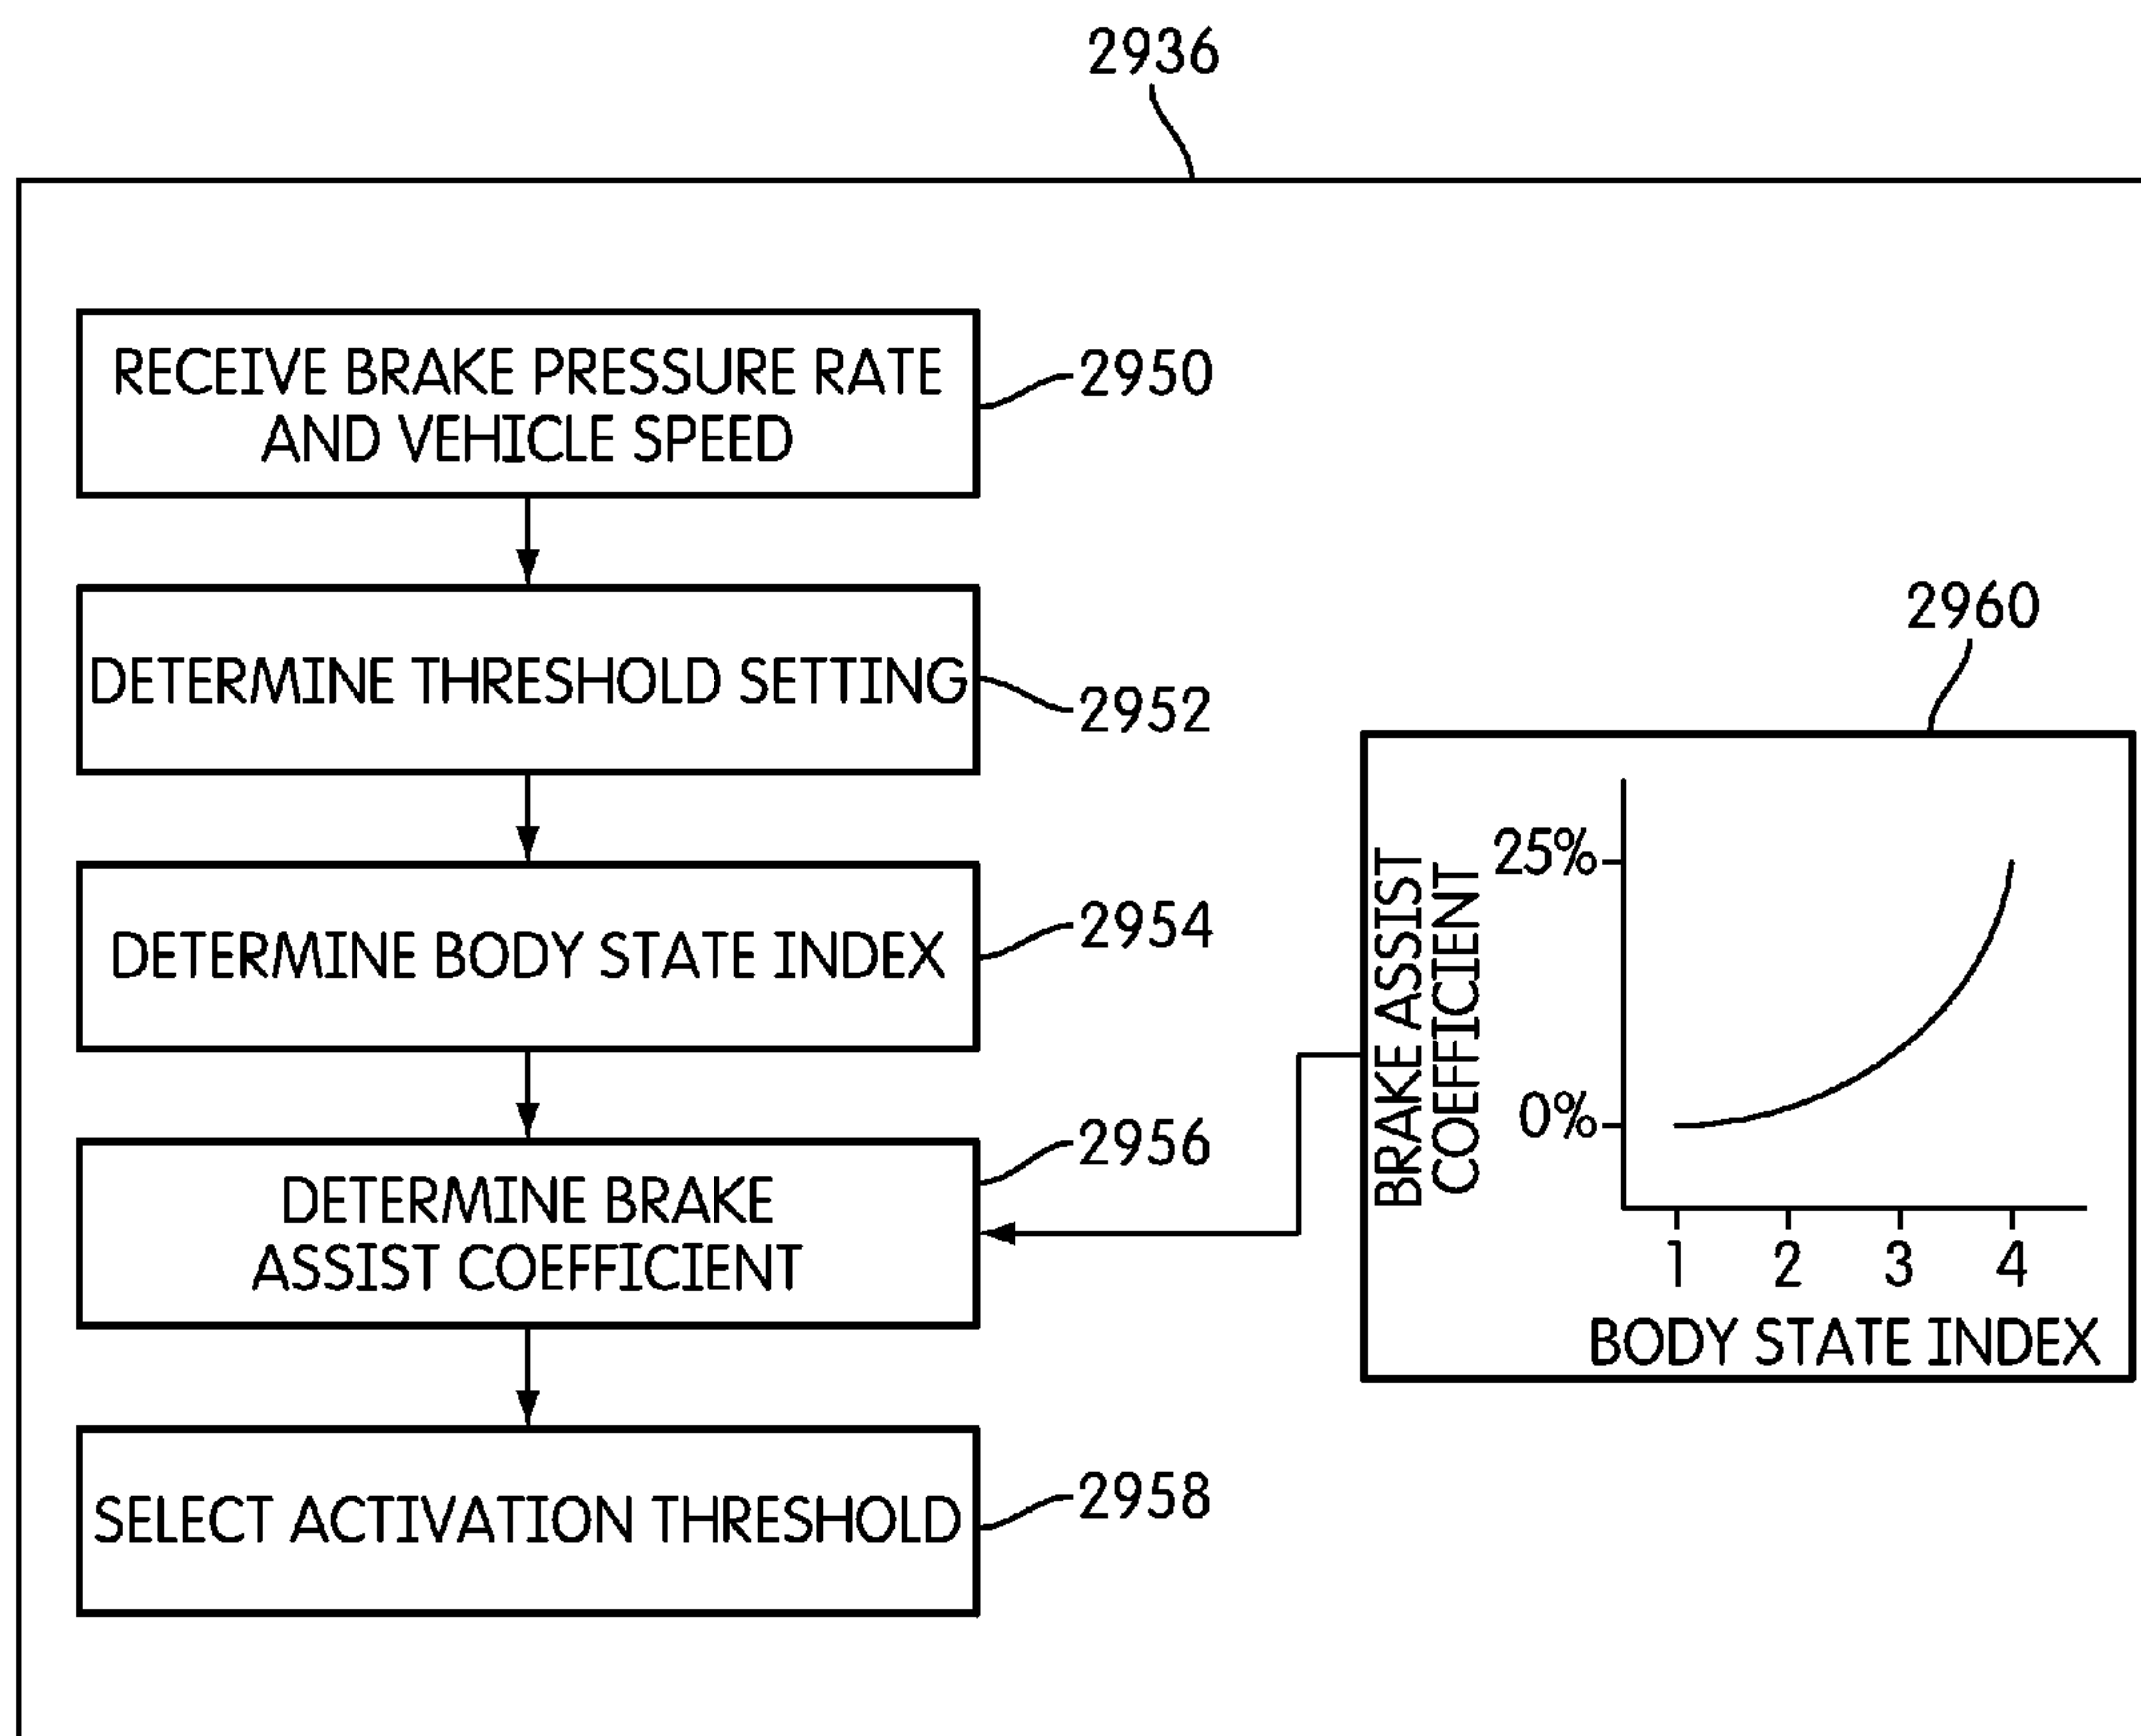 2936
RECEIVE BRAKE PRESSURE RATE
AND VEHICLE SPEED
2950
DETERMINE THRESHOLD SETTING
2952
DETERMINE BODY STATE INDEX
2954
DETERMINE BRAKE
ASSIST COEFFICIENT
2956
SELECT ACTIVATION THRESHOLD
2958
2960
BRAKE ASSIST
COEFFICIENT
25%
0%
1 2 3 4
BODY STATE INDEX